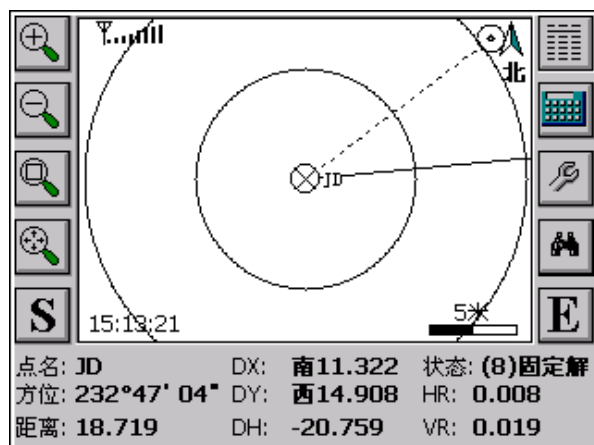 北
JD
15:13:21
5米
S
E
点名: JD DX: 南11.322 状态: (8)固定解
方位: 232°47' 04" DY: 西14.908 HR: 0.008
距离: 18.719 DH: -20.759 VR: 0.019